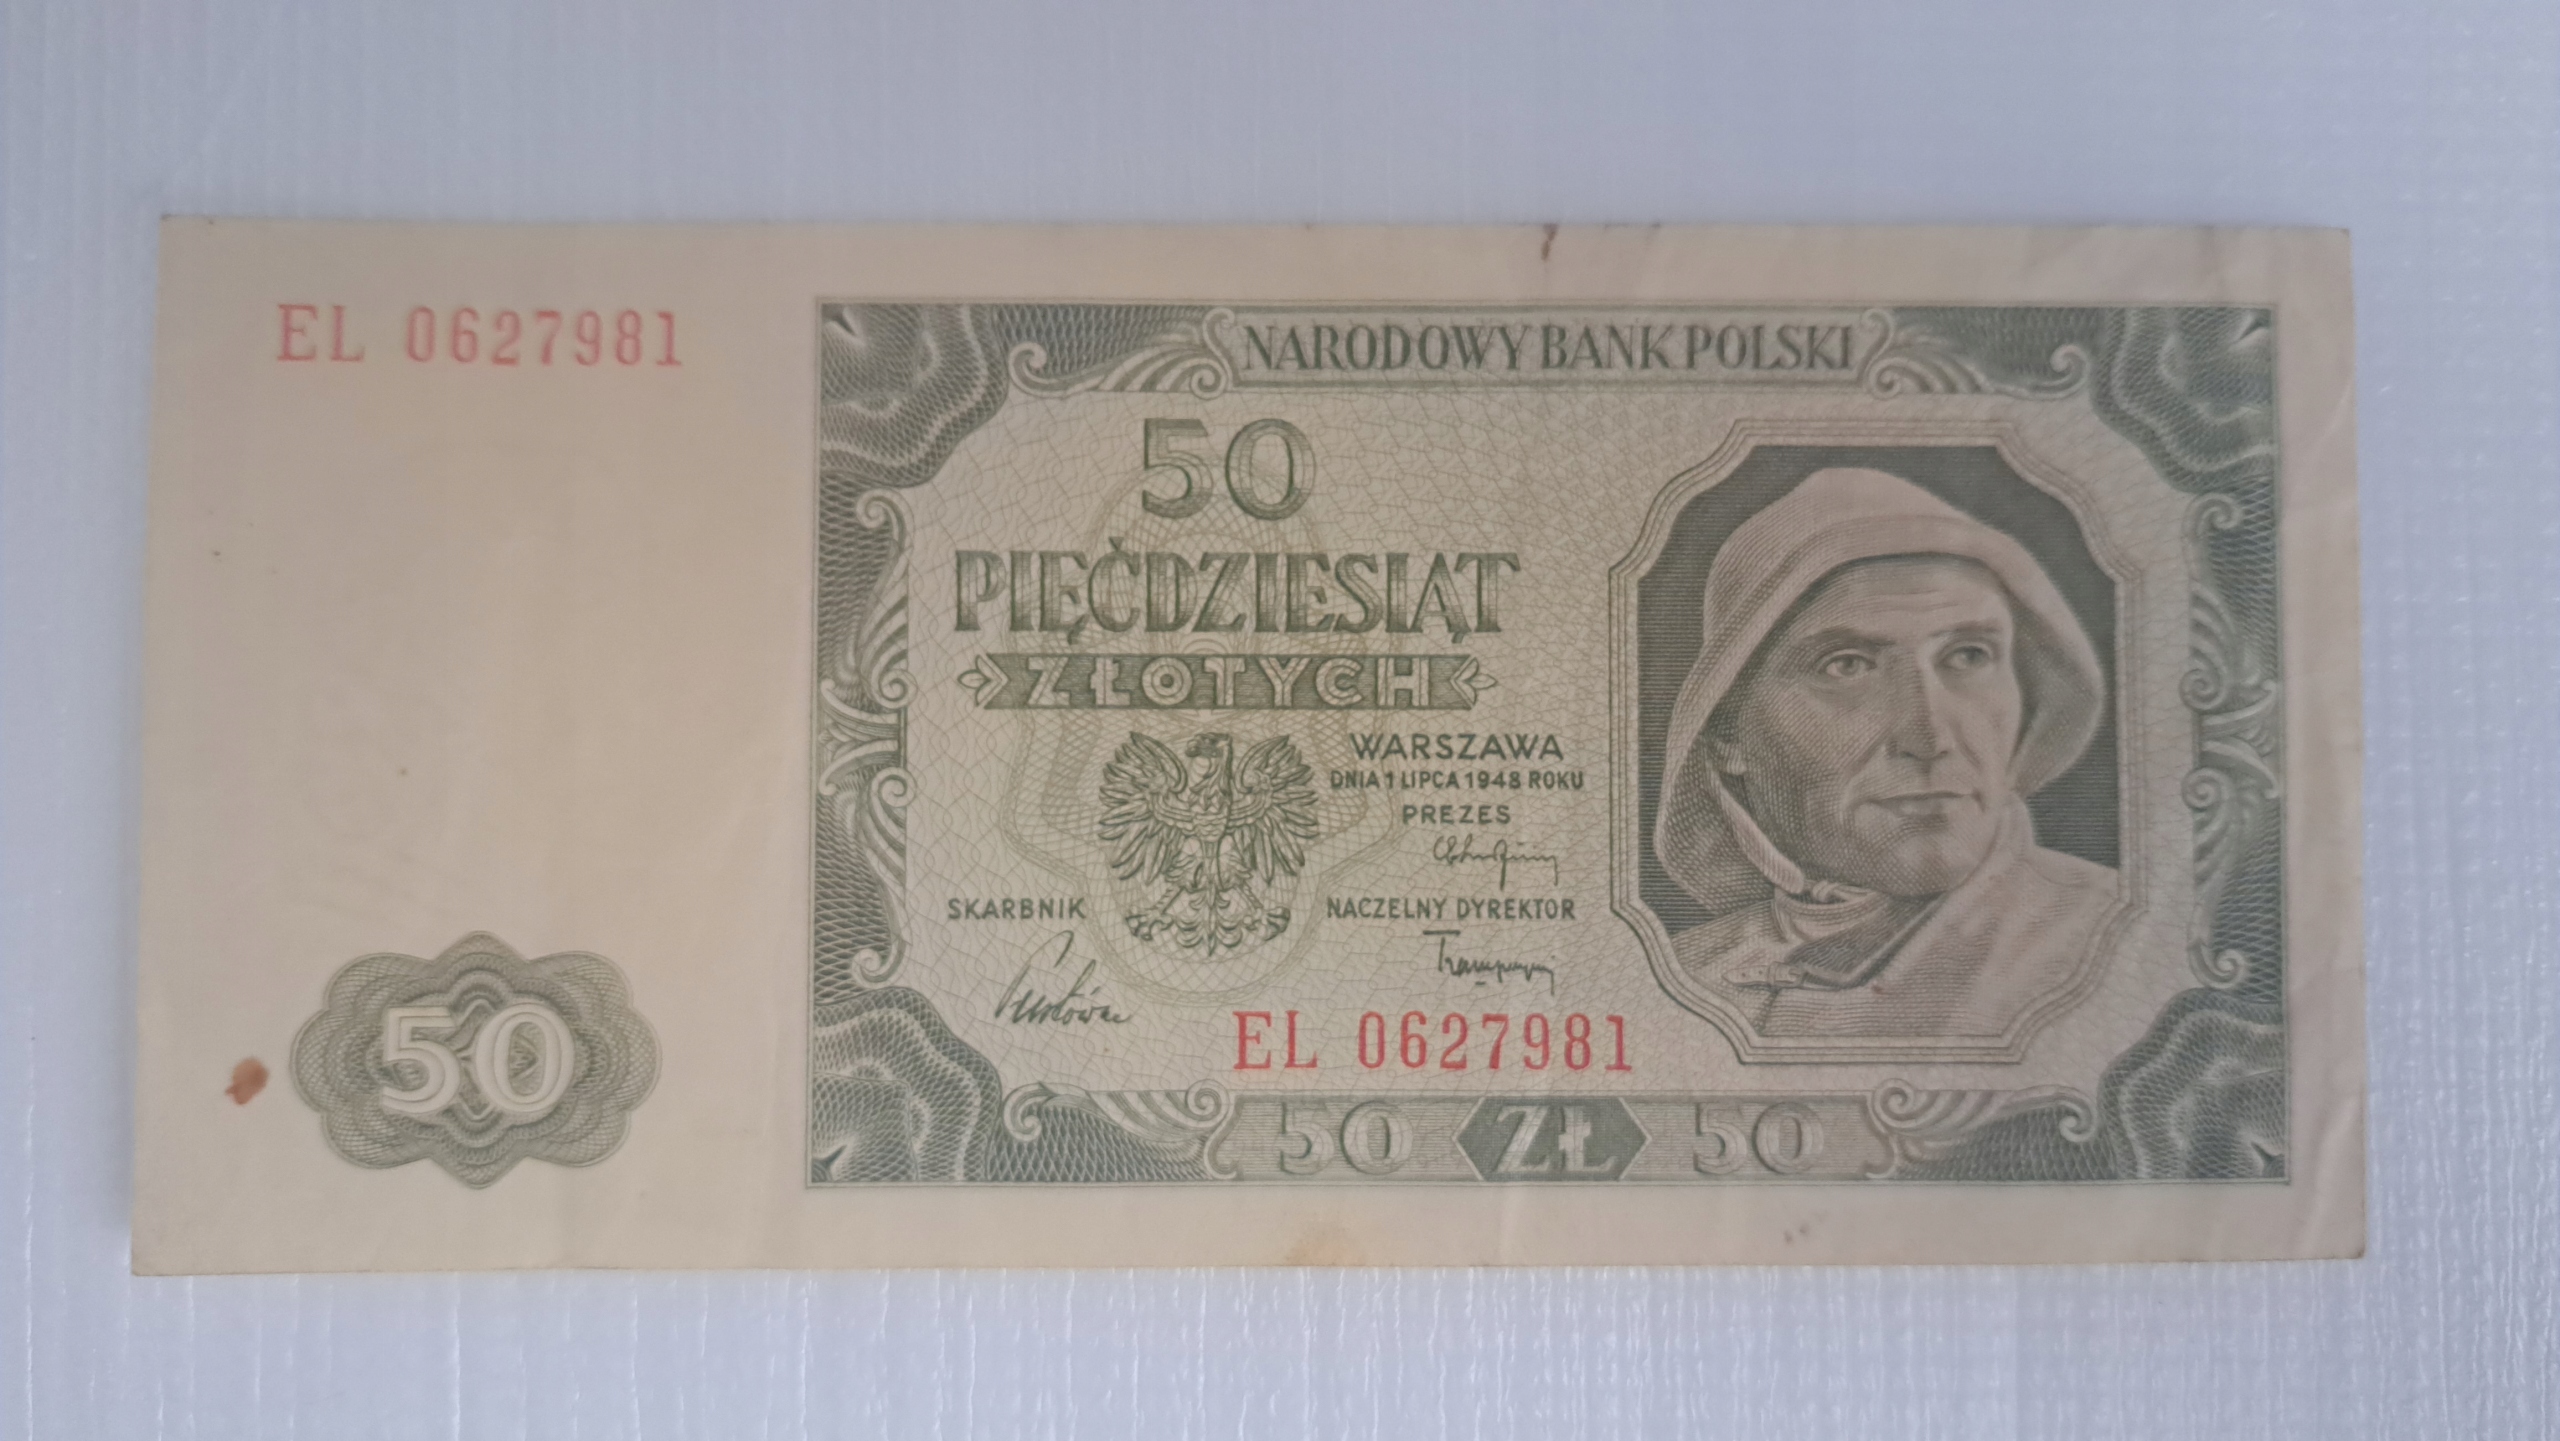 EL 0627981
NARODOWY BANK POLSKI
50
PIĘĆDZIESIĄT
ZŁOTYCH
WARSZAWA
DNIA 1 LIPCA 1948 ROKU
PREZES
SKARBNIK
NACZELNY DYREKTOR
EL 0627981
50
50 ZŁ 50